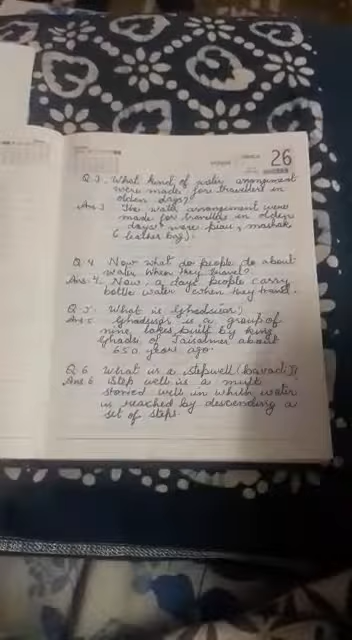 26
Q 3. What kind of water arrangement
were made for travellers in
olden days?
Ans 3 The water arrangement were
made for travellers in olden
days were piau, mashak
( leather bag).
Q 4. Now what do people do about
water when they travel?
Ans. 4. Now. a days people carry
bottle water when they travel.
Q 5. What is Ghadsisar?
Ans 5 Ghadsisar is a group of
nine lakes built by king
Ghadsi of Jaisalmer about
650 years ago.
Q 6 What is a stepwell (bavadi)?
Ans 6 Step well is a multi
storied well in which water
is reached by descending a
set of steps.